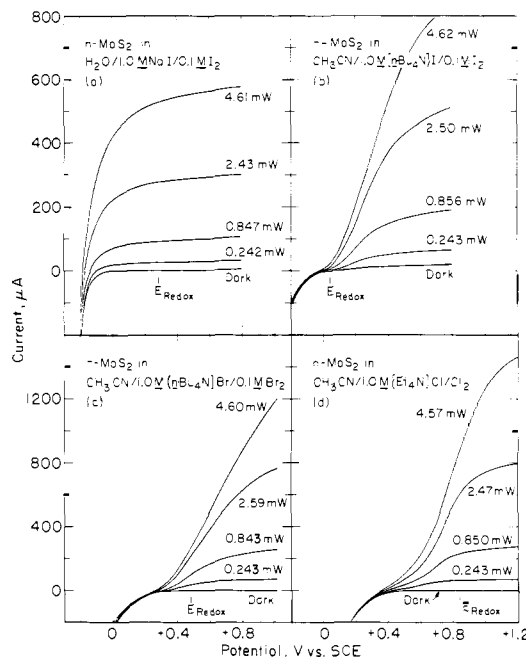 n-MoS2 in
H2O/1.0 M NaI/0.1 M I2
(a)
4.61 mW
2.43 mW
0.847 mW
0.242 mW
Dark
ERedox
800
600
400
200
0
--MoS2 in
CH3CN/1.0 M [nBu4N]I/0.1 M I2
(b)
4.62 mW
2.50 mW
0.856 mW
0.243 mW
Dark
ERedox
Current, μA
--MoS2 in
CH3CN/1.0 M (nBu4N]Br/0.1 M Br2
(c)
4.60 mW
2.59 mW
0.843 mW
0.243 mW
Dark
ERedox
1200
800
400
0
0 +0.4 +0.8
n-MoS2 in
CH3CN/1.0 M [Et4N]Cl/Cl2
(d)
4.57 mW
2.47 mW
0.850 mW
0.243 mW
Dark
ERedox
0 +0.4 +0.8 +1.2
Potential, V vs. SCE